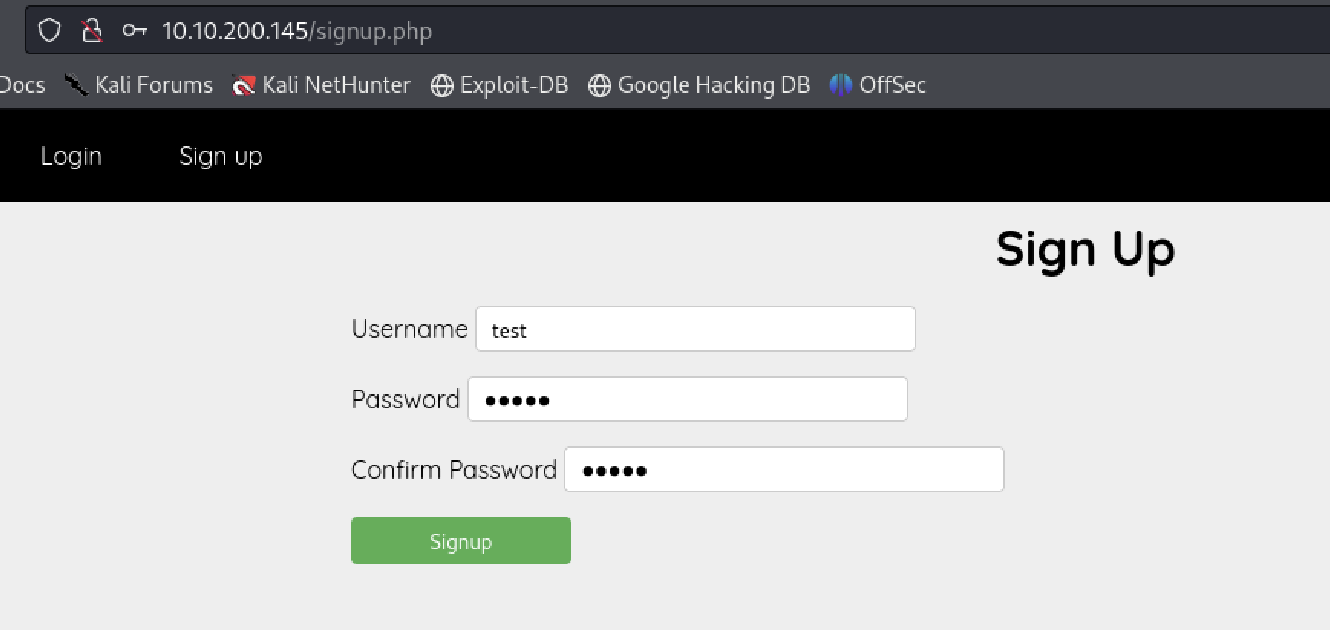 10.10.200.145/signup.php
Docs Kali Forums Kali NetHunter Exploit-DB Google Hacking DB OffSec
Login Sign up
Sign Up
Username test
Password •••••
Confirm Password •••••
Signup